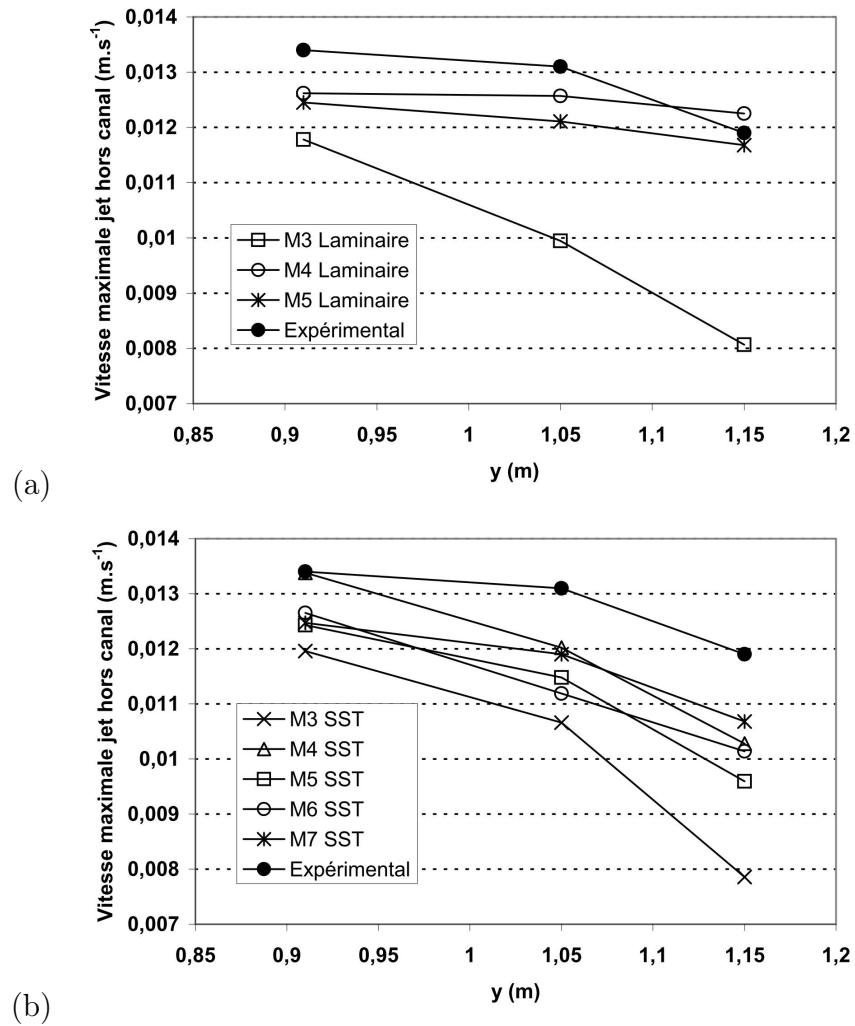 Vitesse maximale jet hors canal (m.s⁻¹)
0,014
0,013
0,012
0,011
0,01
0,009
0,008
0,007
M3 Laminaire
M4 Laminaire
M5 Laminaire
Expérimental
0,85 0,9 0,95 1 1,05 1,1 1,15 1,2
y (m)
(a)
Vitesse maximale jet hors canal (m.s⁻¹)
0,014
0,013
0,012
0,011
0,01
0,009
0,008
0,007
M3 SST
M4 SST
M5 SST
M6 SST
M7 SST
Expérimental
0,85 0,9 0,95 1 1,05 1,1 1,15 1,2
y (m)
(b)